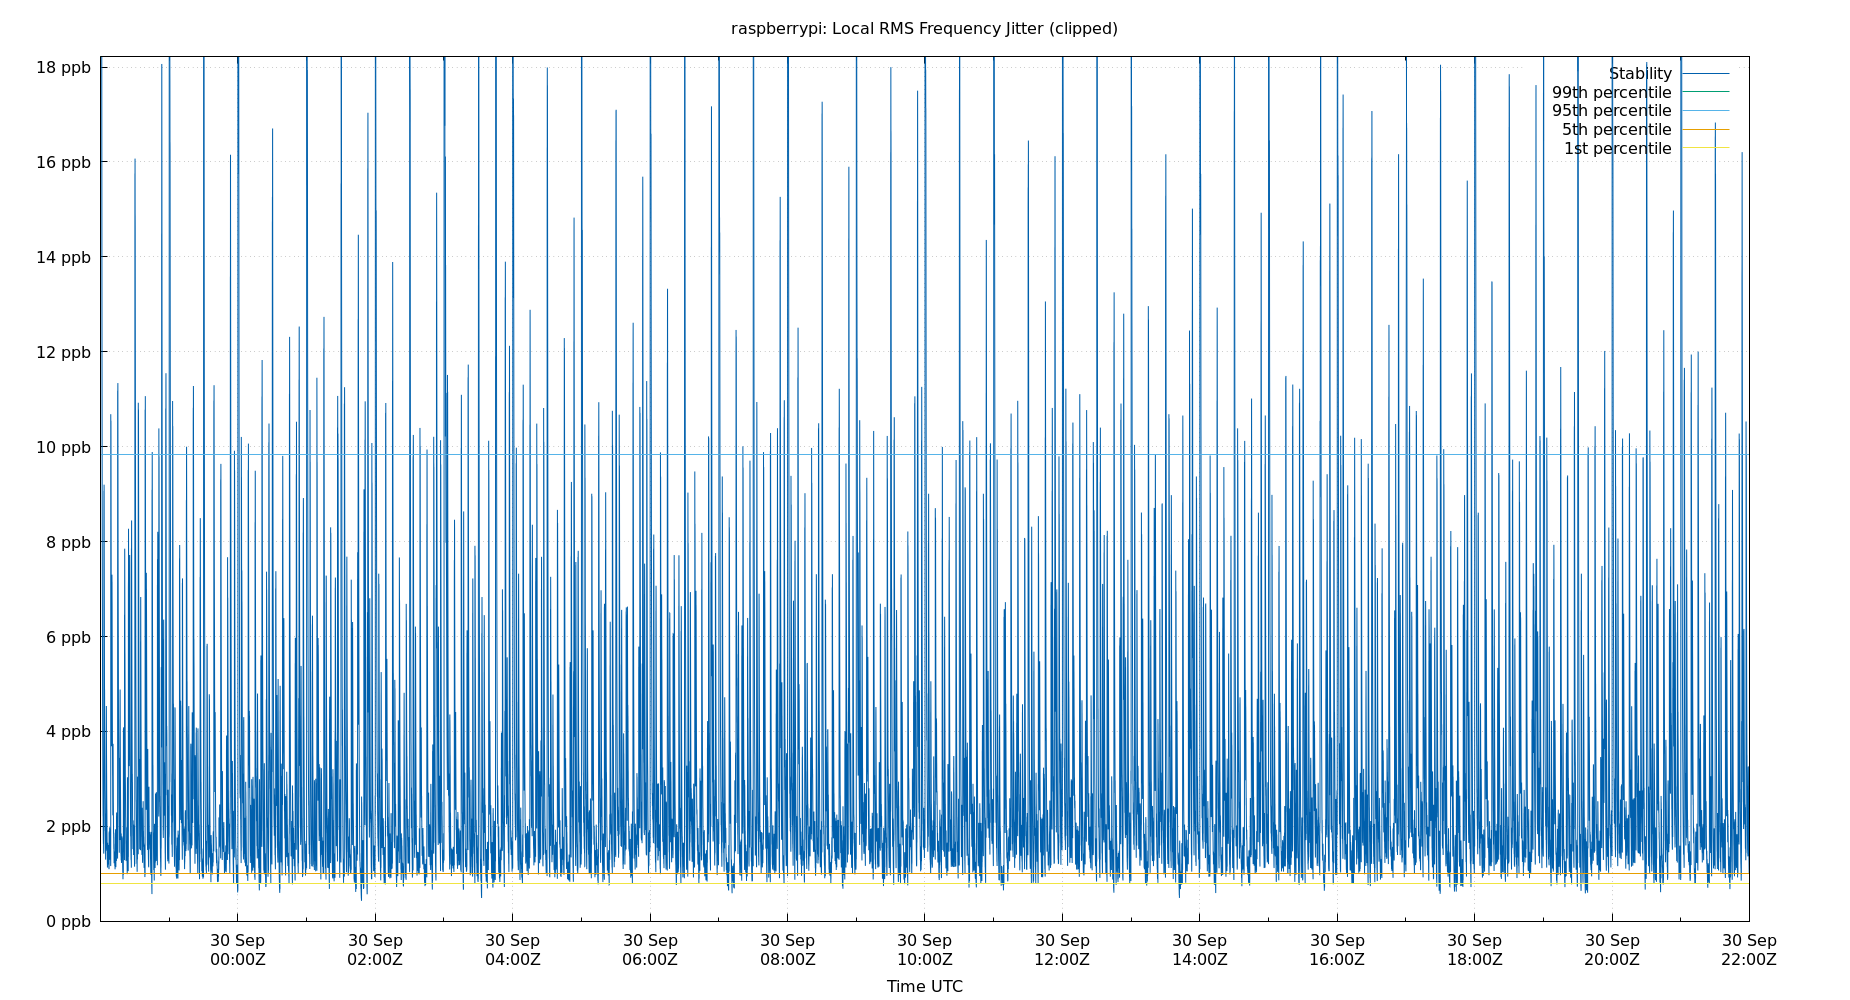 raspberrypi: Local RMS Frequency Jitter (clipped)
18 ppb
16 ppb
14 ppb
12 ppb
10 ppb
8 ppb
6 ppb
4 ppb
2 ppb
0 ppb
Stability
99th percentile
95th percentile
5th percentile
1st percentile
30 Sep 30 Sep 30 Sep 30 Sep 30 Sep 30 Sep 30 Sep 30 Sep 30 Sep 30 Sep 30 Sep 30 Sep
00:00Z 02:00Z 04:00Z 06:00Z 08:00Z 10:00Z 12:00Z 14:00Z 16:00Z 18:00Z 20:00Z 22:00Z
Time UTC